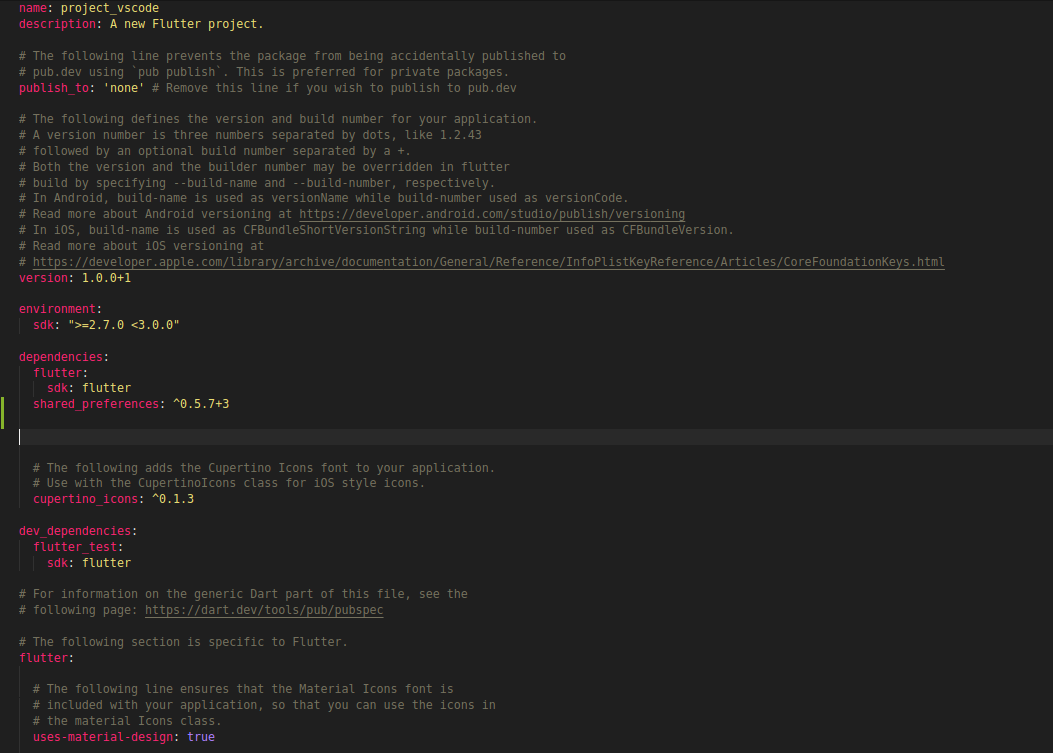 name: project_vscode
description: A new Flutter project.
# The following line prevents the package from being accidentally published to
# pub.dev using `pub publish`. This is preferred for private packages.
publish_to: 'none' # Remove this line if you wish to publish to pub.dev
# The following defines the version and build number for your application.
# A version number is three numbers separated by dots, like 1.2.43
# followed by an optional build number separated by a +.
# Both the version and the builder number may be overridden in flutter
# build by specifying --build-name and --build-number, respectively.
# In Android, build-name is used as versionName while build-number used as versionCode.
# Read more about Android versioning at https://developer.android.com/studio/publish/versioning
# In iOS, build-name is used as CFBundleShortVersionString while build-number used as CFBundleVersion.
# Read more about iOS versioning at
# https://developer.apple.com/library/archive/documentation/General/Reference/InfoPlistKeyReference/Articles/CoreFoundationKeys.html
version: 1.0.0+1
environment:
  sdk: ">=2.7.0 <3.0.0"
dependencies:
  flutter:
    sdk: flutter
  shared_preferences: ^0.5.7+3
  # The following adds the Cupertino Icons font to your application.
  # Use with the CupertinoIcons class for iOS style icons.
  cupertino_icons: ^0.1.3
dev_dependencies:
  flutter_test:
    sdk: flutter
# For information on the generic Dart part of this file, see the
# following page: https://dart.dev/tools/pub/pubspec
# The following section is specific to Flutter.
flutter:
  # The following line ensures that the Material Icons font is
  # included with your application, so that you can use the icons in
  # the material Icons class.
  uses-material-design: true